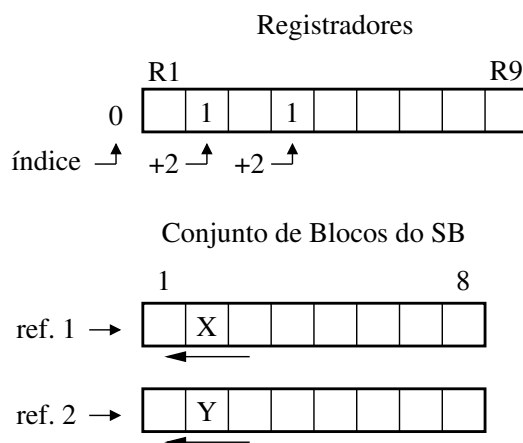 Registradores
R1 R9
0 1 1
índice +2 +2
Conjunto de Blocos do SB
1 8
ref. 1 X
ref. 2 Y